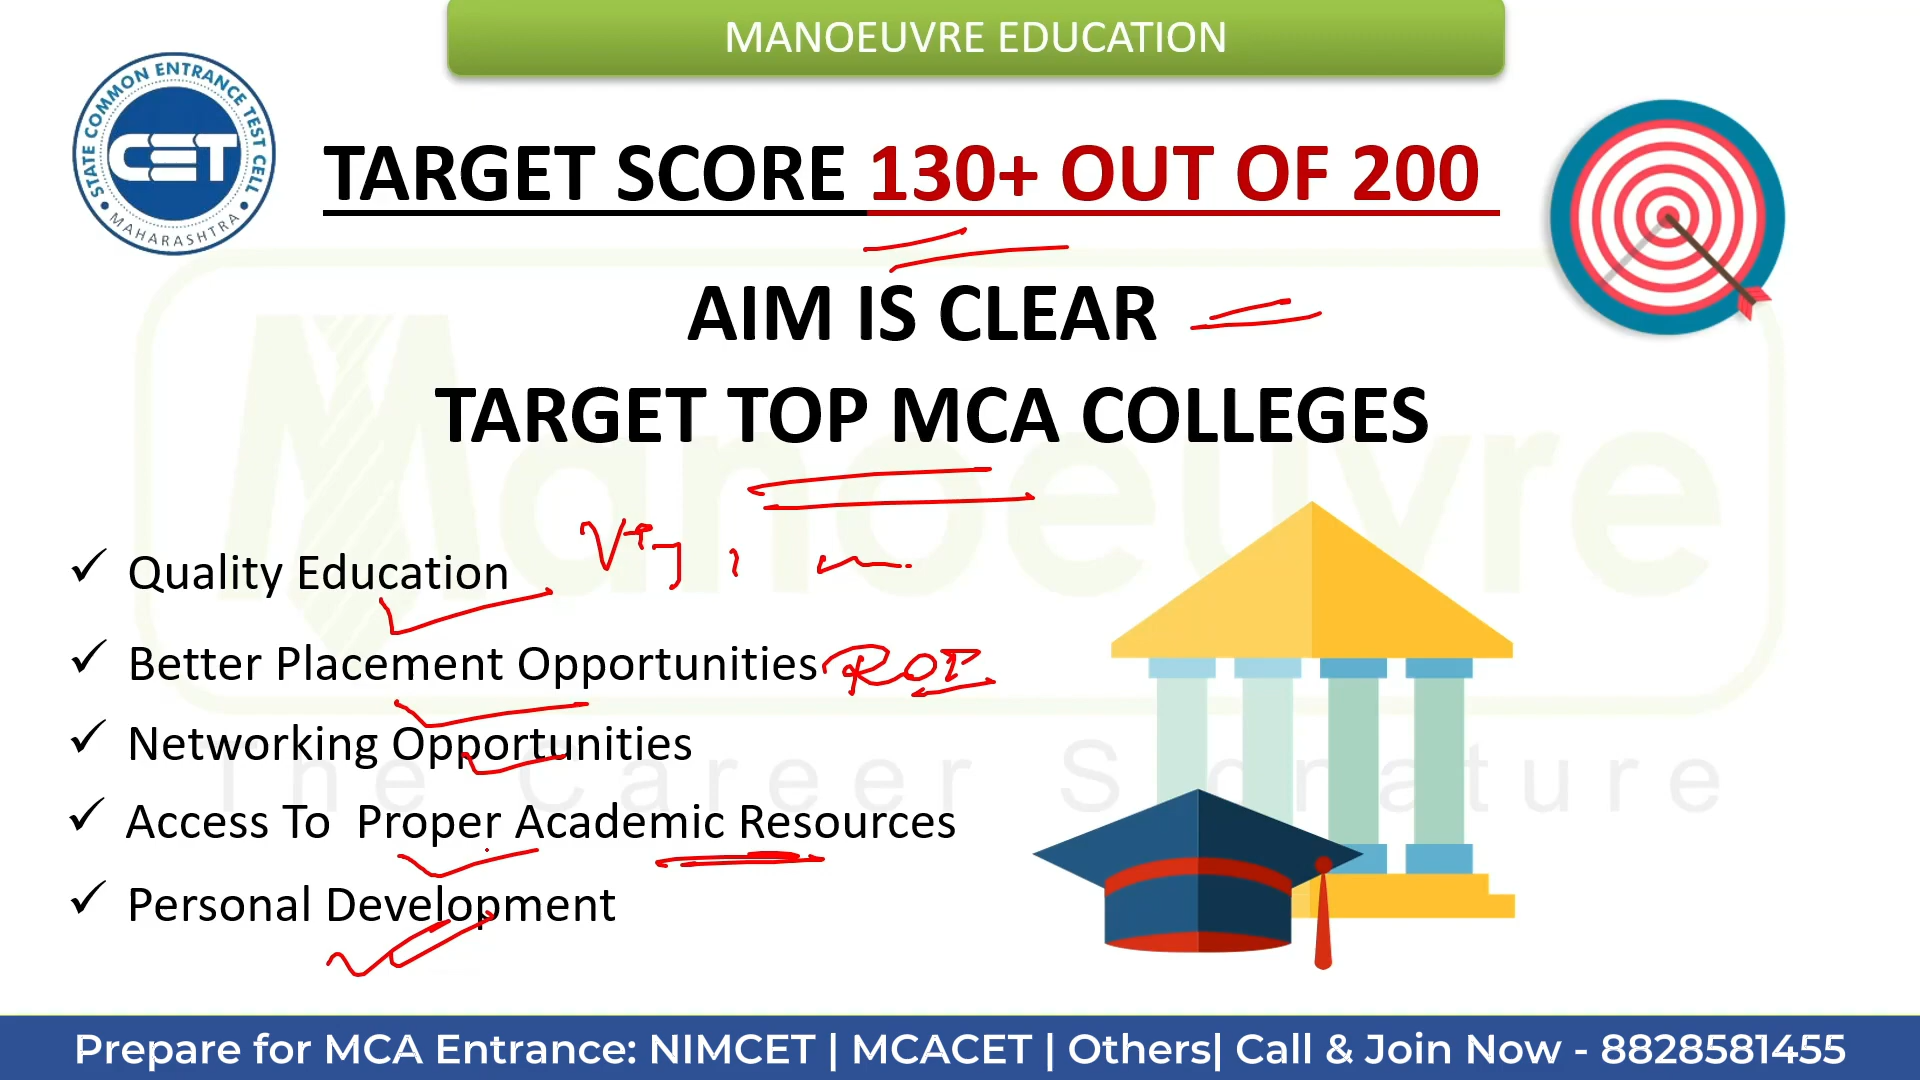 MANOEUVRE EDUCATION
STATE COMMON ENTRANCE TEST CELL
CET
MAHARASHTRA
TARGET SCORE 130+ OUT OF 200
AIM IS CLEAR
TARGET TOP MCA COLLEGES
Manoeuvre
The Career Signature
✓ Quality Education
✓ Better Placement Opportunities ROI
✓ Networking Opportunities
✓ Access To Proper Academic Resources
✓ Personal Development
Prepare for MCA Entrance: NIMCET | MCACET | Others| Call & Join Now - 8828581455